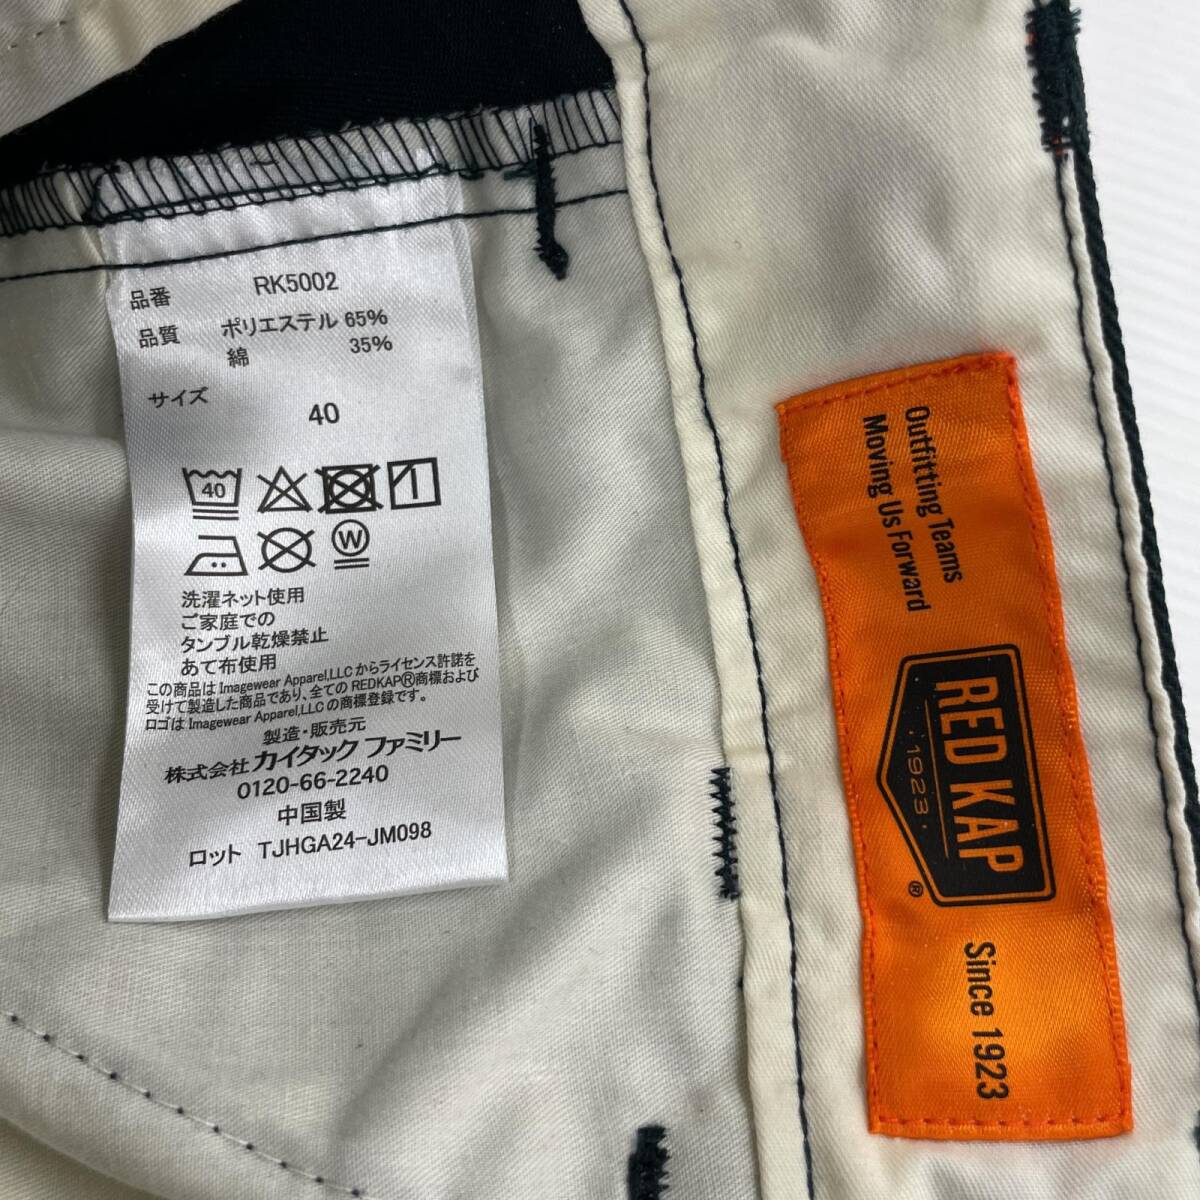 品番 RK5002
品質 ポリエステル 65%
綿 35%
サイズ
40
40
W
洗濯ネット使用
ご家庭での
タンブル乾燥禁止
あて布使用
この商品は Imagewear Apparel,LLC からライセンス許諾を
受けて製造した商品であり、全ての REDKAP®商標および
ロゴは Imagewear Apparel,LLC の商標登録です。
製造・販売元
株式会社 カイタック ファミリー
0120-66-2240
中国製
ロット TJHGA24-JM098
Outfitting Teams
Moving Us Forward
RED KAP
・1923・
®
Since 1923